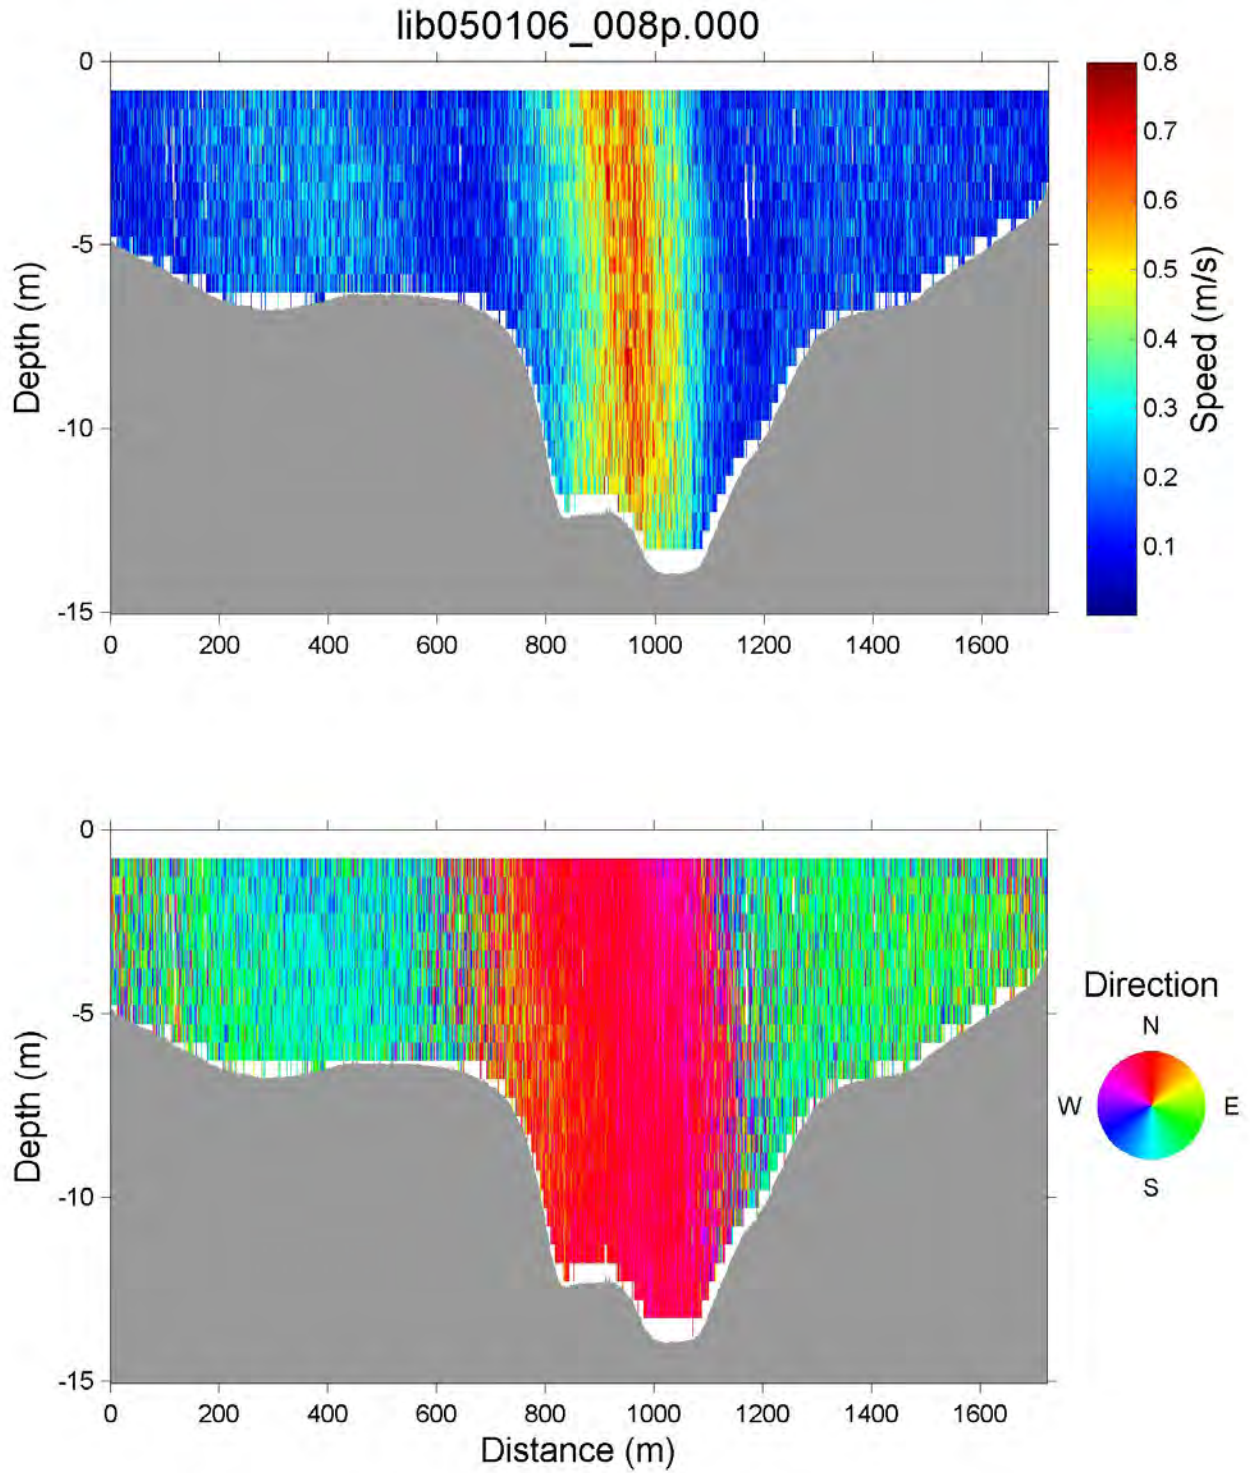 lib050106_008p.000
0
-5
-10
-15
Depth (m)
0 200 400 600 800 1000 1200 1400 1600
0.8
0.7
0.6
0.5
0.4
0.3
0.2
0.1
Speed (m/s)
0
-5
-10
-15
Depth (m)
0 200 400 600 800 1000 1200 1400 1600
Distance (m)
Direction
N
W E
S